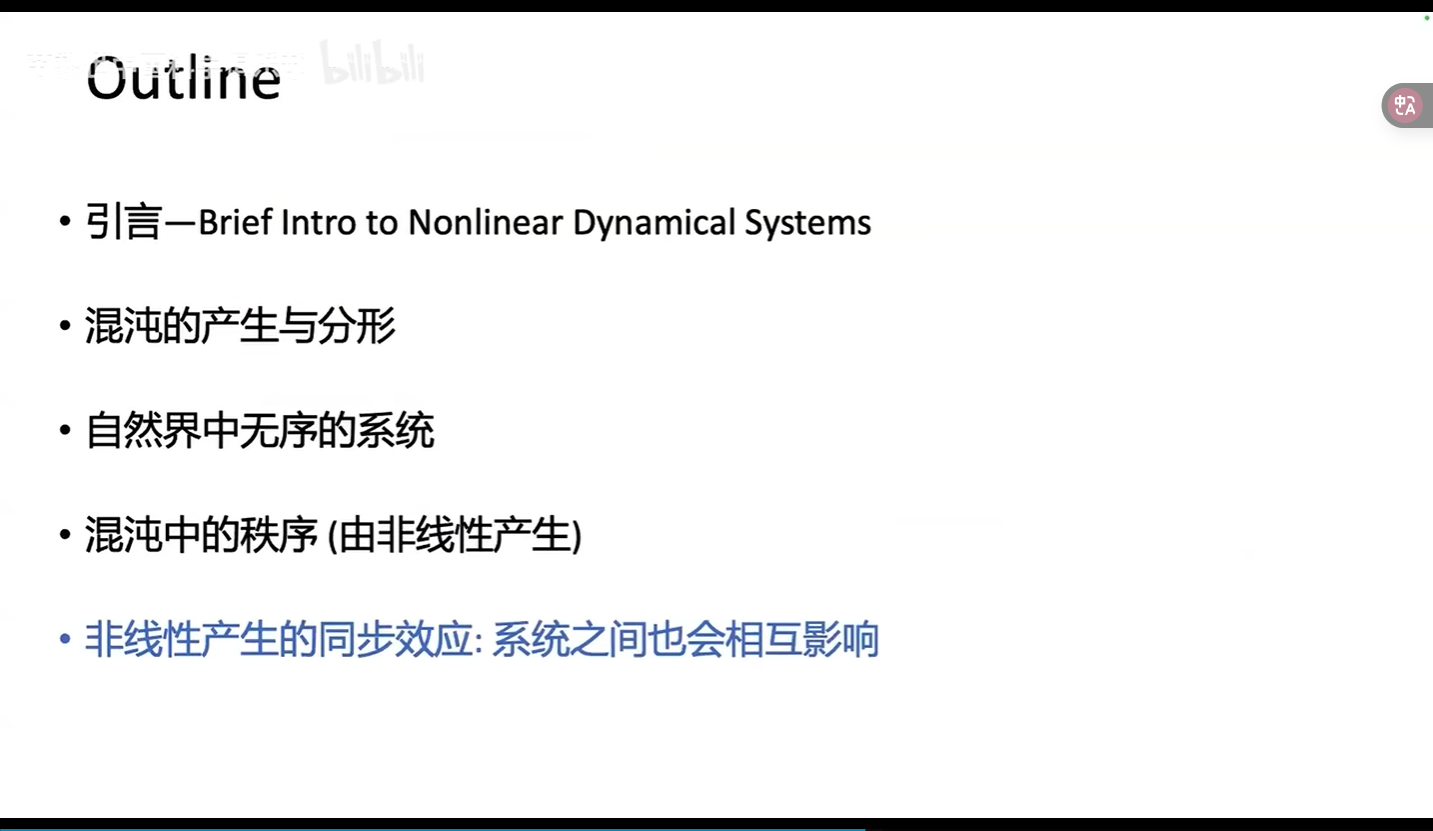 Outline
bilibili
• 引言—Brief Intro to Nonlinear Dynamical Systems
• 混沌的产生与分形
• 自然界中无序的系统
• 混沌中的秩序 (由非线性产生)
• 非线性产生的同步效应: 系统之间也会相互影响